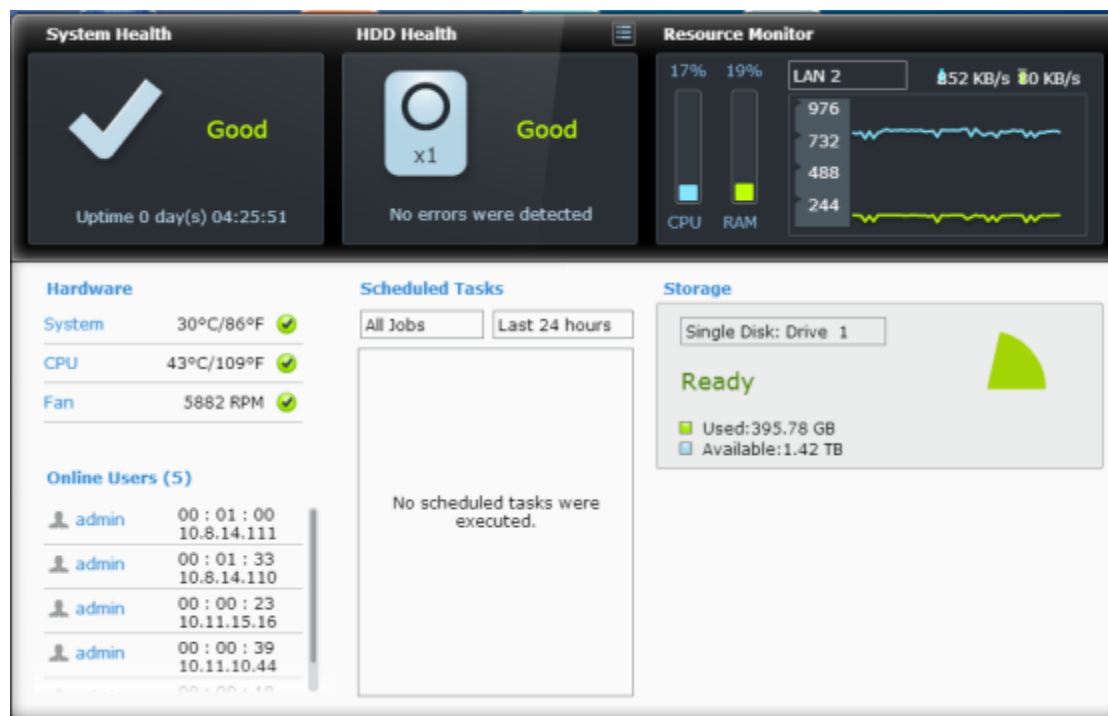 System Health
Good
Uptime 0 day(s) 04:25:51
HDD Health
x1
Good
No errors were detected
Resource Monitor
17% 19%
LAN 2
852 KB/s
KB/s
976
732
488
244
CPU RAM
Hardware
System 30°C/86°F
CPU 43°C/109°F
Fan 5882 RPM
Online Users (5)
admin 00 : 01 : 00
10.8.14.111
admin 00 : 01 : 33
10.8.14.110
admin 00 : 00 : 23
10.11.15.16
admin 00 : 00 : 39
10.11.10.44
Scheduled Tasks
All Jobs Last 24 hours
No scheduled tasks were
executed.
Storage
Single Disk: Drive 1
Ready
Used:395.78 GB
Available:1.42 TB